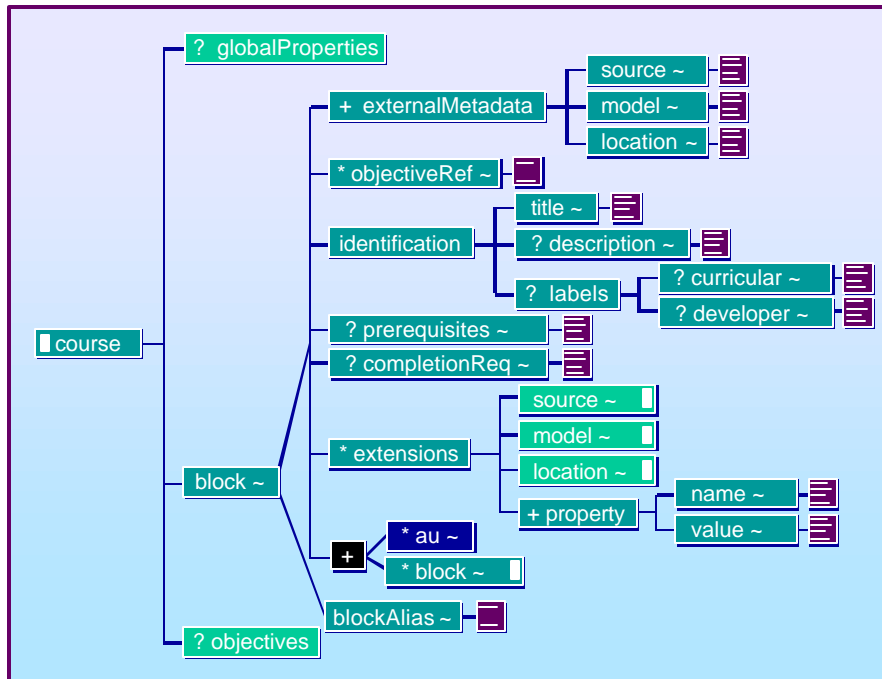 ? globalProperties
source ~
+ externalMetadata
model ~
location ~
* objectiveRef ~
title ~
identification
? description ~
? curricular ~
? labels
? developer ~
? prerequisites ~
course
? completionReq ~
source ~
model ~
* extensions
location ~
block ~
name ~
+ property
value ~
* au ~
+
* block ~
blockAlias ~
? objectives